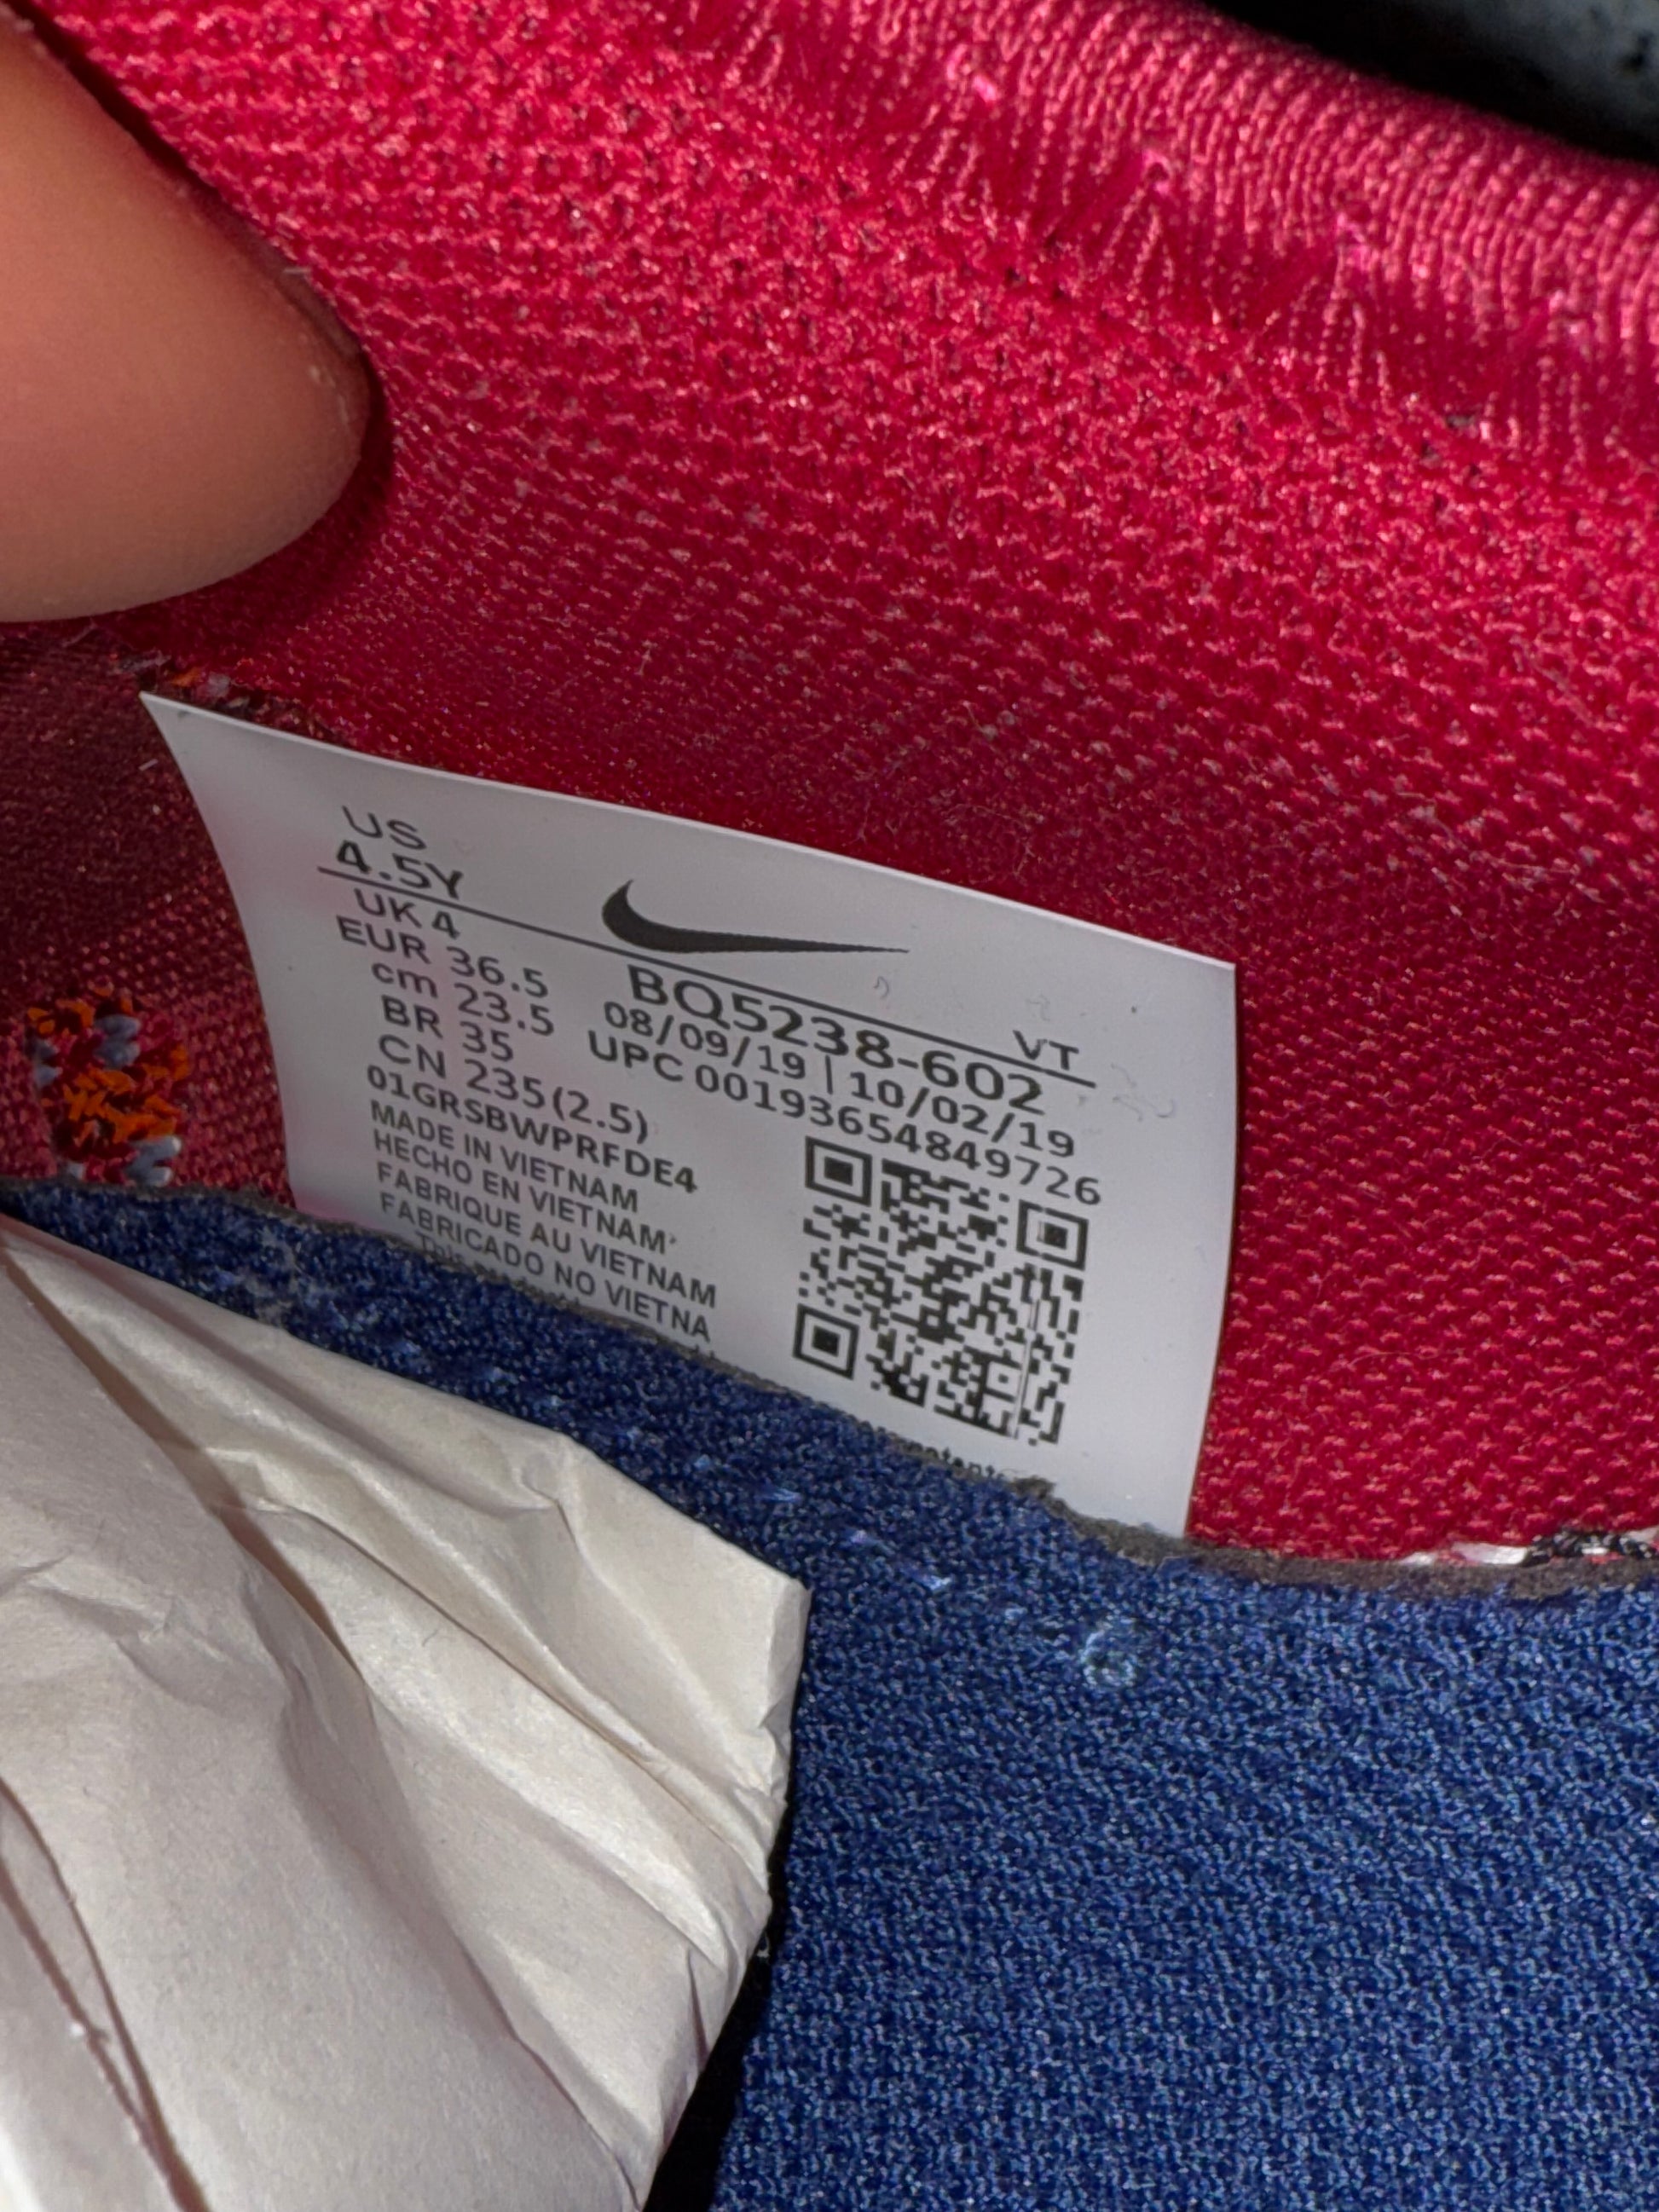 US
4.5Y
UK 4
EUR 36.5
cm 23.5
BR 35
CN 235(2.5)
01GRSBWPRFDE4
MADE IN VIETNAM
HECHO EN VIETNAM
FABRIQUE AU VIETNAM
FABRICADO NO VIETNA
This
VT
BQ5238-602
08/09/19 | 10/02/19
UPC 00193654849726